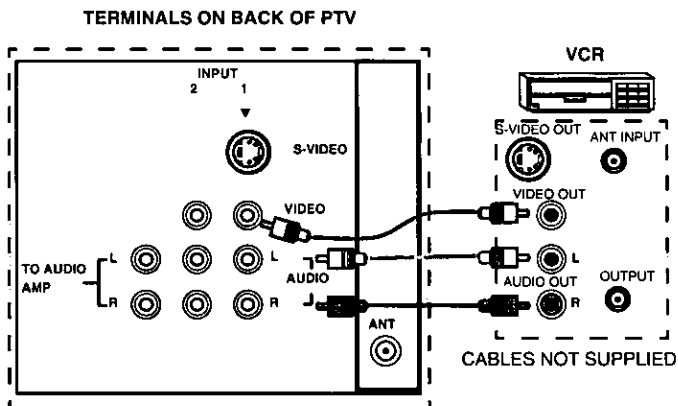 TERMINALS ON BACK OF PTV
INPUT
2 1
S-VIDEO
VIDEO
L L
TO AUDIO
AMP
AUDIO
R R
ANT
VCR
S-VIDEO OUT
ANT INPUT
VIDEO OUT
L
AUDIO OUT
R
OUTPUT
CABLES NOT SUPPLIED